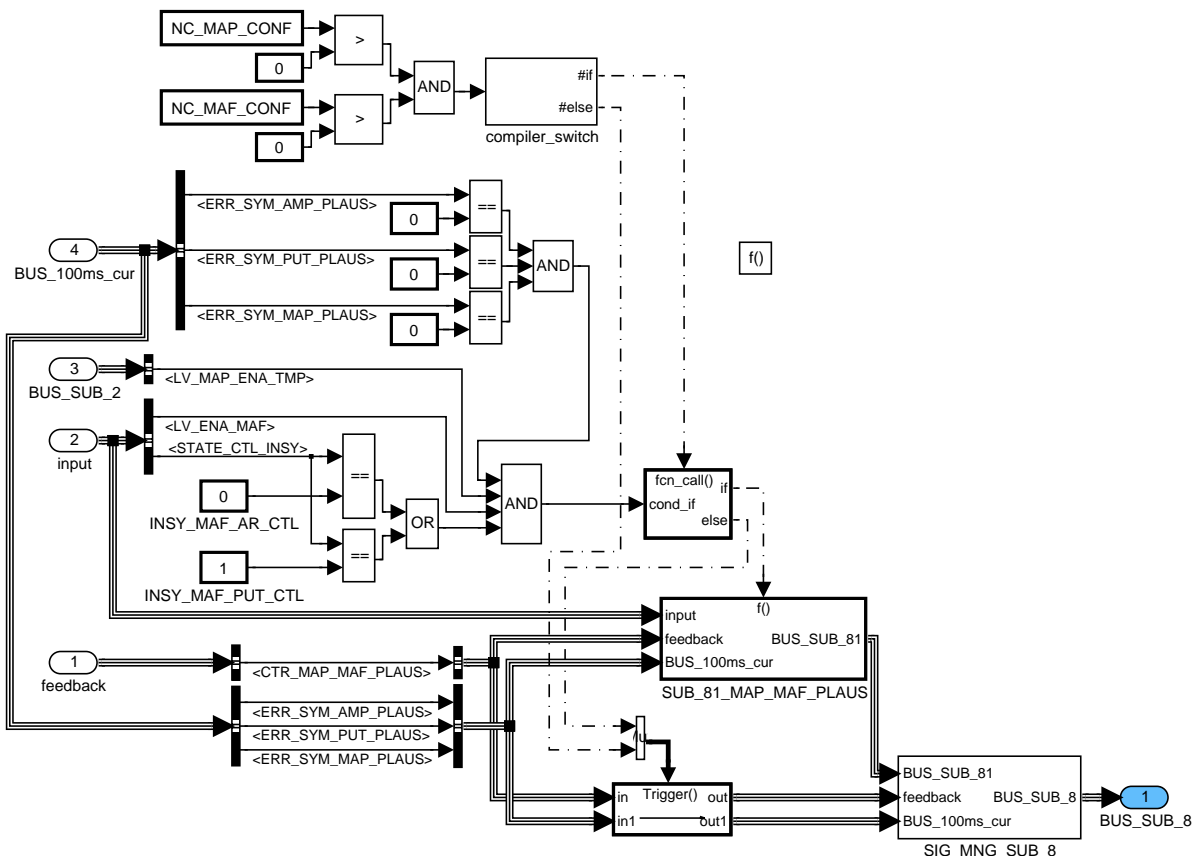 NC_MAP_CONF
0
>
NC_MAF_CONF
0
>
AND
#if
#else
compiler_switch
4
BUS_100ms_cur
<ERR_SYM_AMP_PLAUS>
0
==
<ERR_SYM_PUT_PLAUS>
0
==
<ERR_SYM_MAP_PLAUS>
0
==
AND
f()
3
BUS_SUB_2
<LV_MAP_ENA_TMP>
2
input
<LV_ENA_MAF>
<STATE_CTL_INSY>
0
INSY_MAF_AR_CTL
==
1
INSY_MAF_PUT_CTL
==
OR
AND
fcn_call()
cond_if
if
else
f()
input
feedback
BUS_100ms_cur
BUS_SUB_81
SUB_81_MAP_MAF_PLAUS
1
feedback
<CTR_MAP_MAF_PLAUS>
<ERR_SYM_AMP_PLAUS>
<ERR_SYM_PUT_PLAUS>
<ERR_SYM_MAP_PLAUS>
Trigger()
in
in1
out
out1
BUS_SUB_81
feedback
BUS_100ms_cur
BUS_SUB_8
SIG_MNG_SUB_8
1
BUS_SUB_8